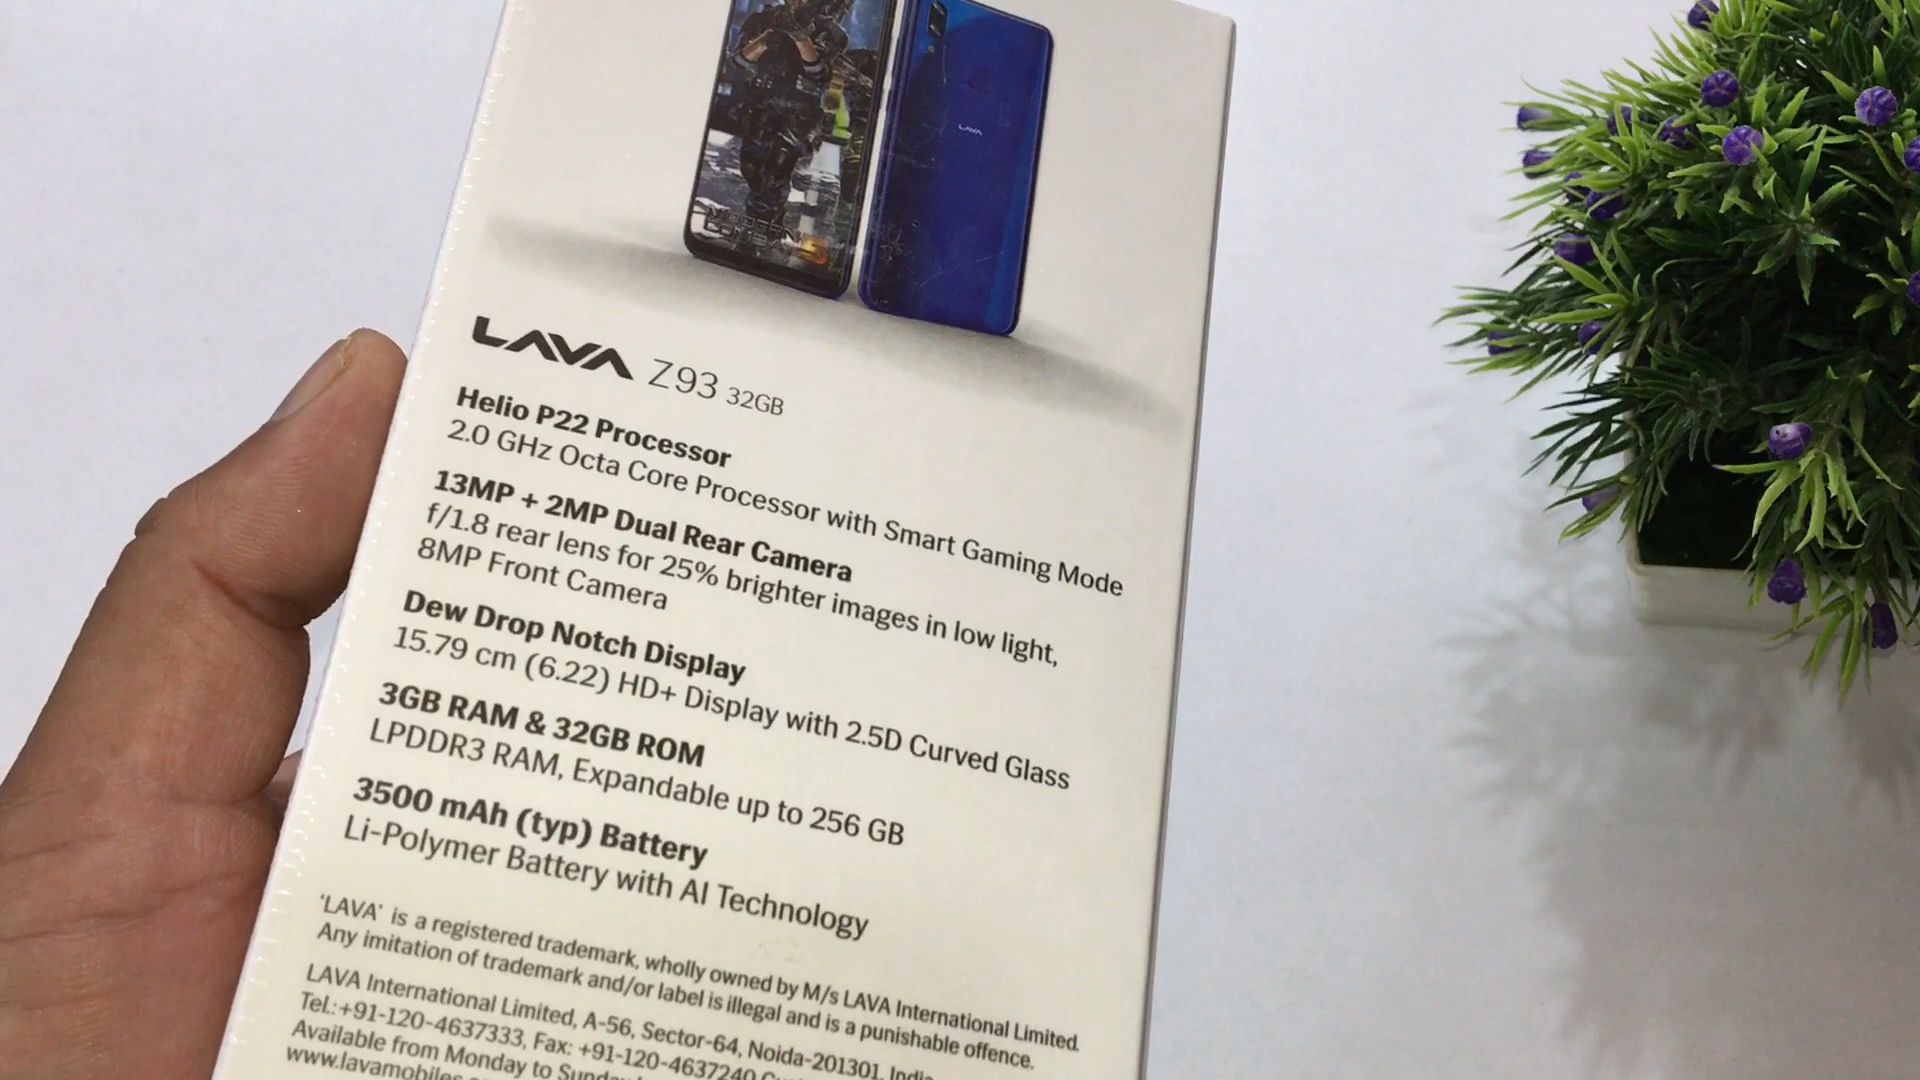 LAVA
MODERN COMBAT 5
LAVA Z93 32GB
Helio P22 Processor
2.0 GHz Octa Core Processor with Smart Gaming Mode
13MP + 2MP Dual Rear Camera
f/1.8 rear lens for 25% brighter images in low light,
8MP Front Camera
Dew Drop Notch Display
15.79 cm (6.22) HD+ Display with 2.5D Curved Glass
3GB RAM & 32GB ROM
LPDDR3 RAM, Expandable up to 256 GB
3500 mAh (typ) Battery
Li-Polymer Battery with AI Technology
'LAVA' is a registered trademark, wholly owned by M/s LAVA International Limited.
Any imitation of trademark and/or label is illegal and is a punishable offence.
LAVA International Limited, A-56, Sector-64, Noida-201301,
Tel.:+91-120-4637333, Fax: +91-120-4637240
Available from Monday to
www.lavamobiles